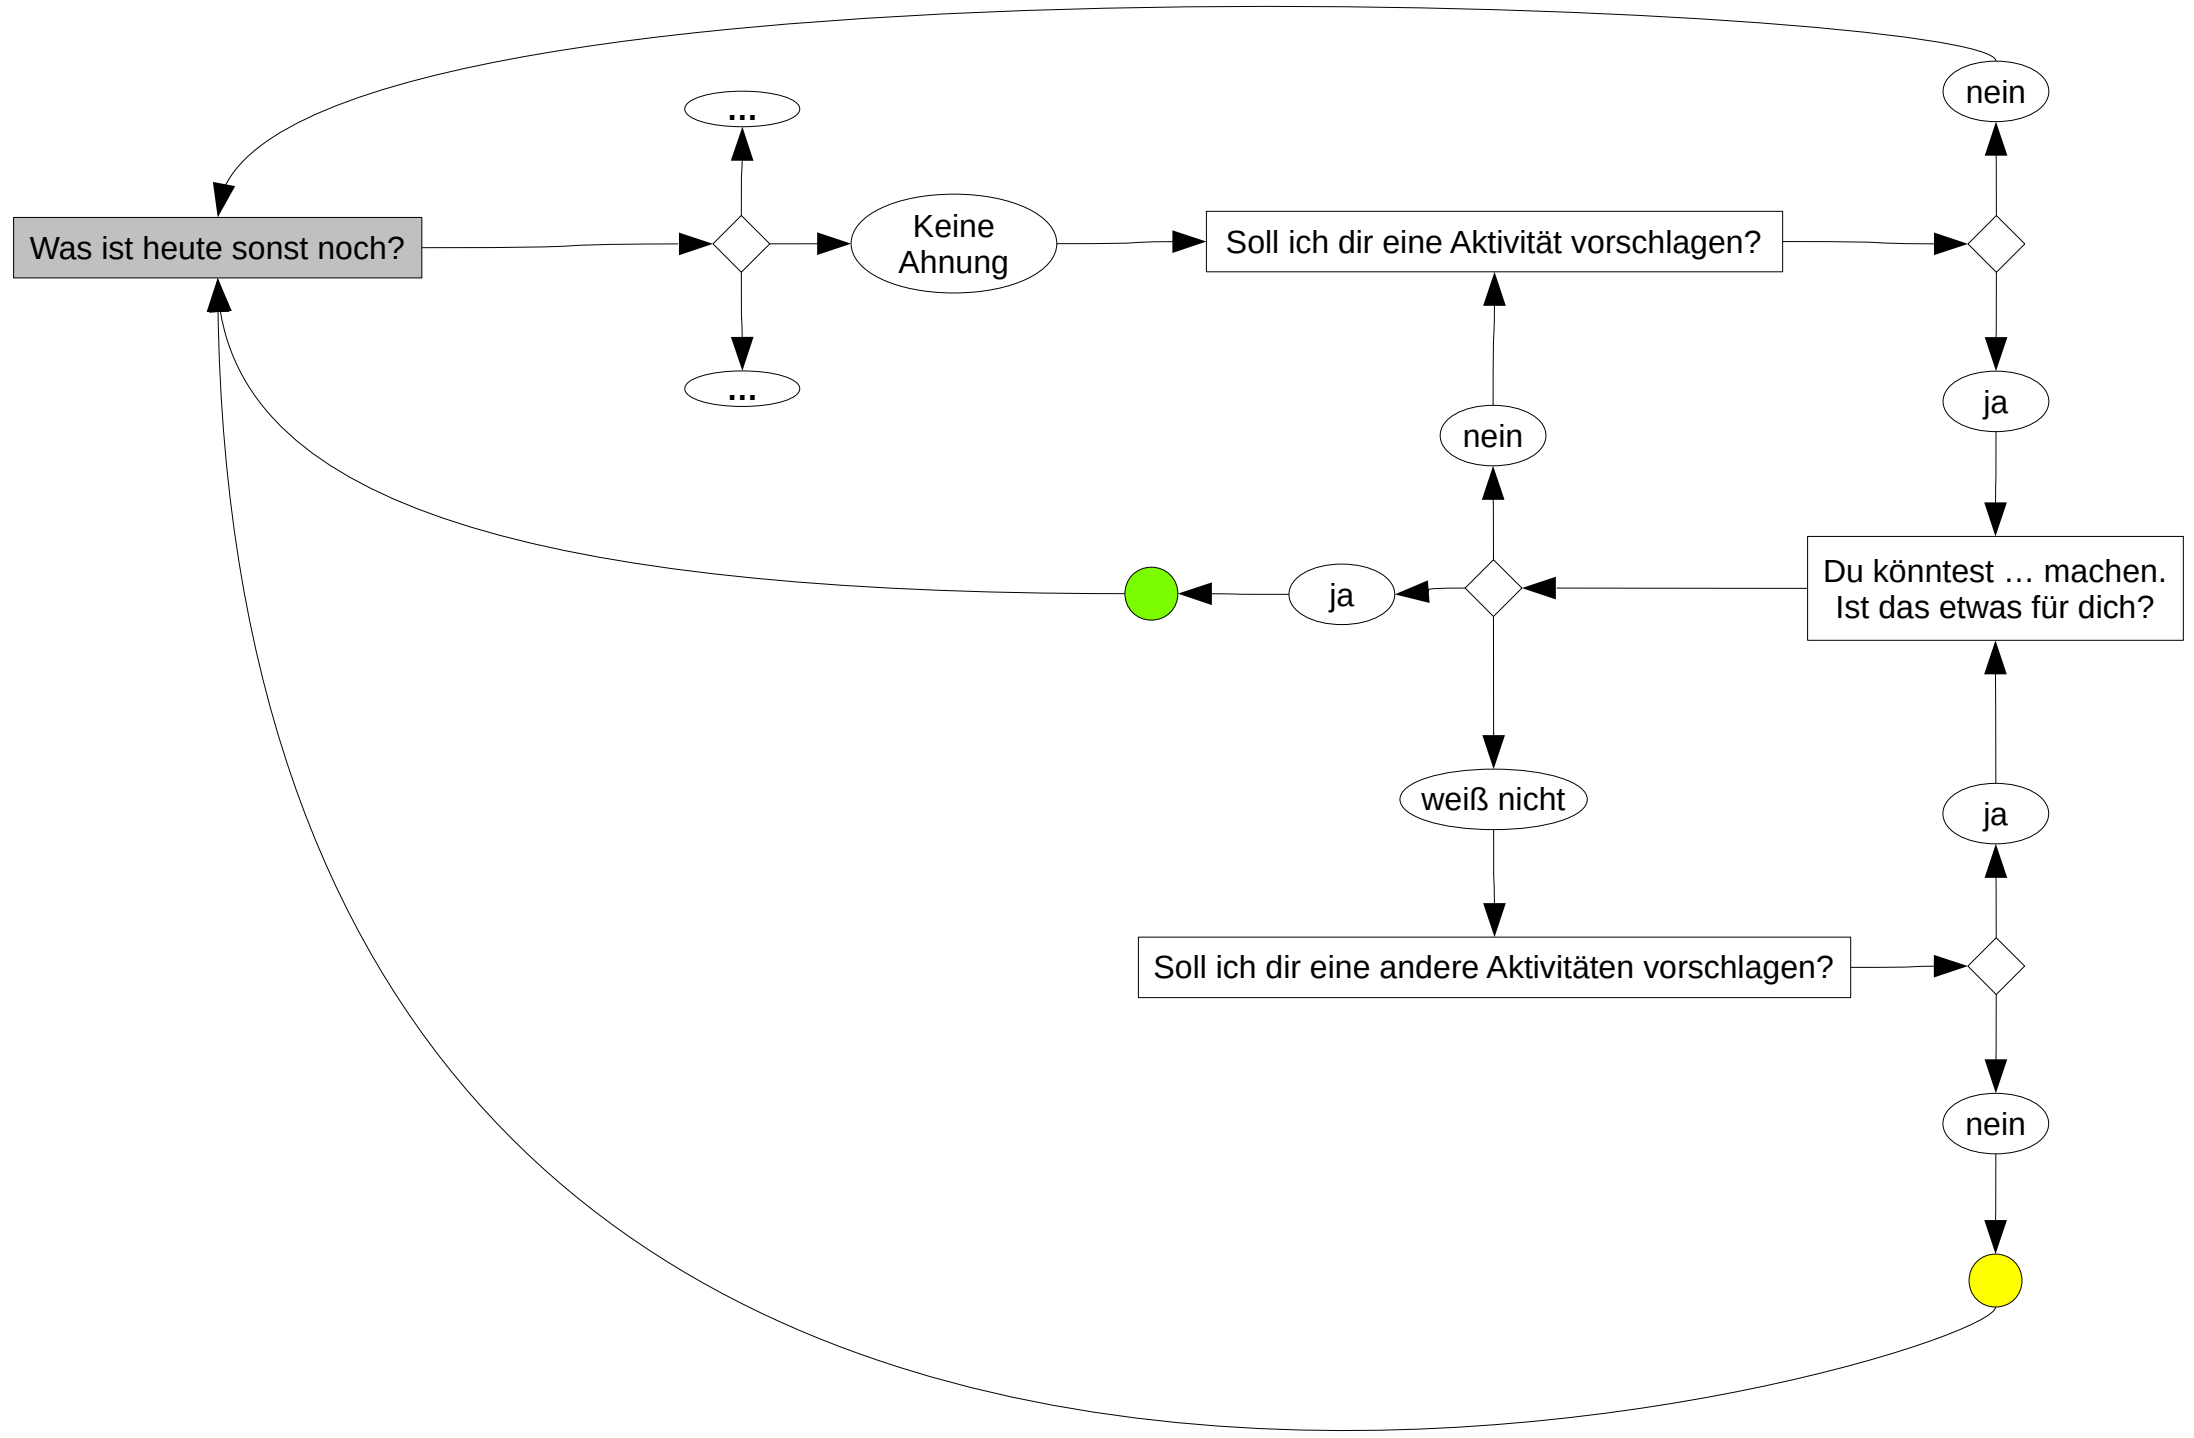 nein
...
Was ist heute sonst noch?
Keine
Ahnung
Soll ich dir eine Aktivität vorschlagen?
...
ja
nein
Du könntest … machen.
Ist das etwas für dich?
ja
weiß nicht
ja
Soll ich dir eine andere Aktivitäten vorschlagen?
nein